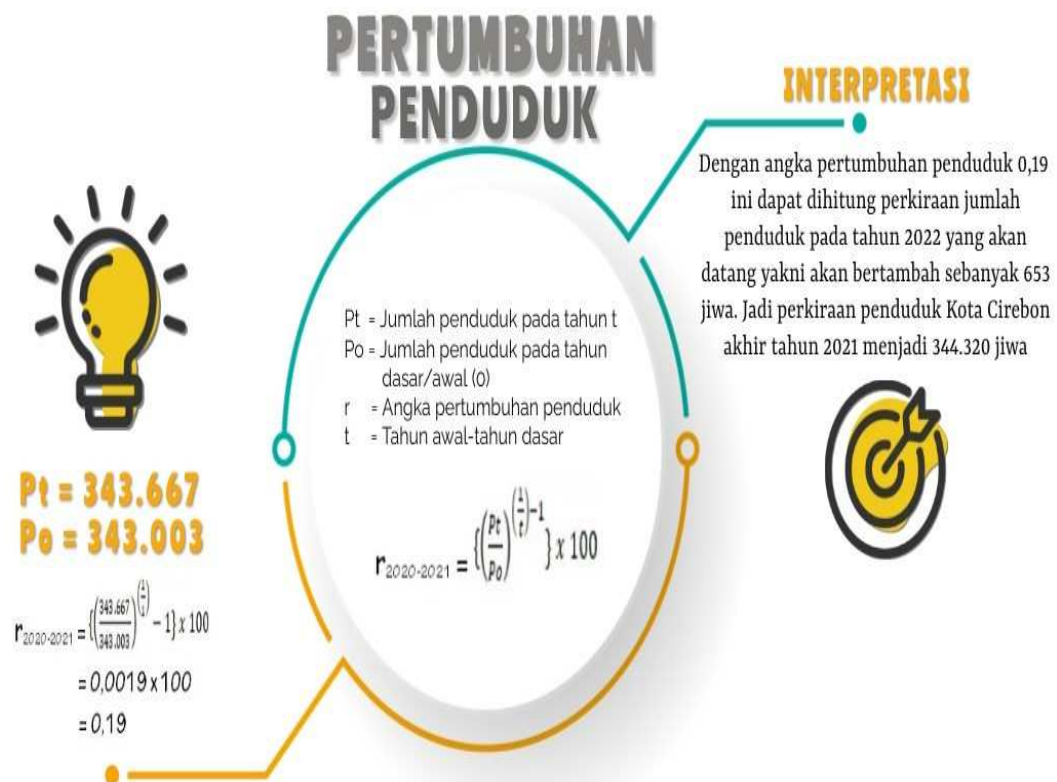 PERTUMBUHAN
PENDUDUK
INTERPRETASI
Dengan angka pertumbuhan penduduk 0,19
ini dapat dihitung perkiraan jumlah
penduduk pada tahun 2022 yang akan
datang yakni akan bertambah sebanyak 653
jiwa. Jadi perkiraan penduduk Kota Cirebon
akhir tahun 2021 menjadi 344.320 jiwa
Pt = Jumlah penduduk pada tahun t
Po = Jumlah penduduk pada tahun
dasar/awal (0)
r = Angka pertumbuhan penduduk
t = Tahun awal-tahun dasar
r2020-2021 = {(Pt/Po)^(1/t)-1} x 100
Pt = 343.667
Po = 343.003
r2020-2021 = {(343.667/343.003)^(1/) - 1} x 100
= 0,0019 x 100
= 0,19